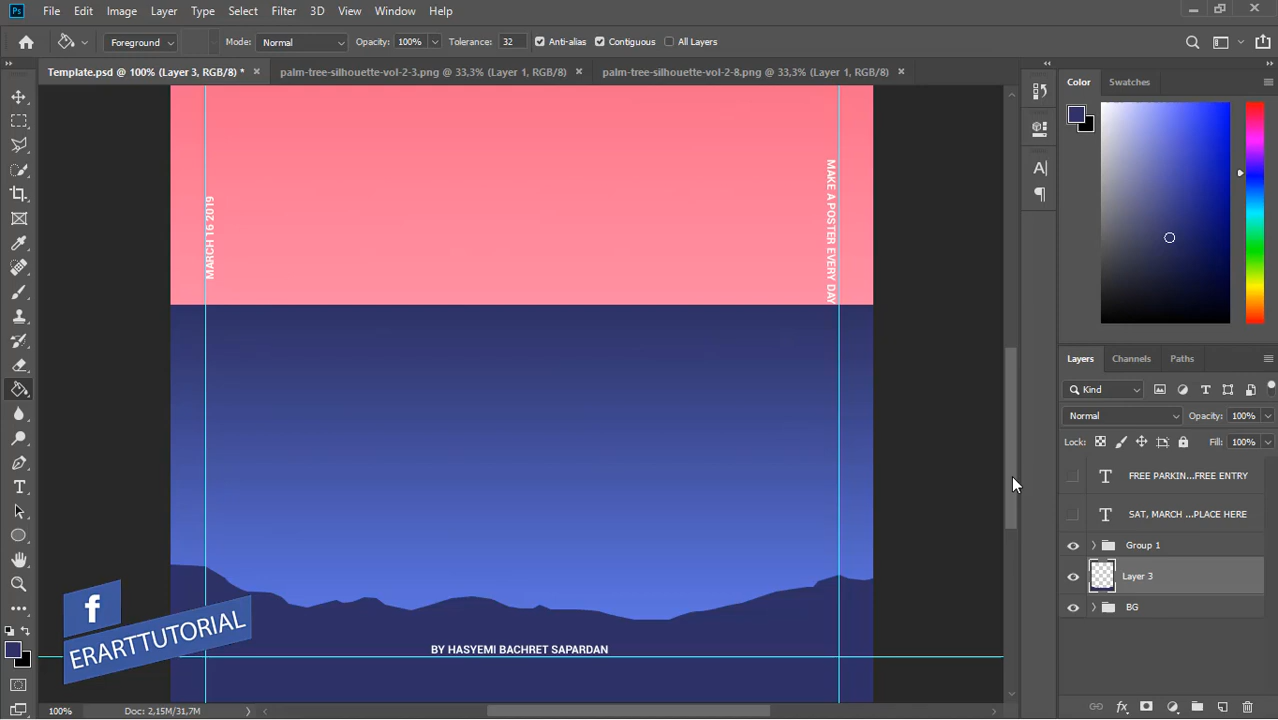 Ps File Edit Image Layer Type Select Filter 3D View Window Help
Foreground Mode: Normal Opacity: 100% Tolerance: 32 Anti-alias Contiguous All Layers
Template.psd @ 100% (Layer 3, RGB/8) * palm-tree-silhouette-vol-2-3.png @ 33,3% (Layer 1, RGB/8) palm-tree-silhouette-vol-2-8.png @ 33,3% (Layer 1, RGB/8)
Color Swatches
MARCH 16 2019
MAKE A POSTER EVERY DAY
Layers Channels Paths
Kind
Normal Opacity: 100%
Lock: Fill: 100%
FREE PARKIN...FREE ENTRY
SAT, MARCH ...PLACE HERE
Group 1
Layer 3
BG
f
ERARTTUTORIAL
BY HASYEMI BACHRET SAPARDAN
100% Doc: 2,15M/31,7M